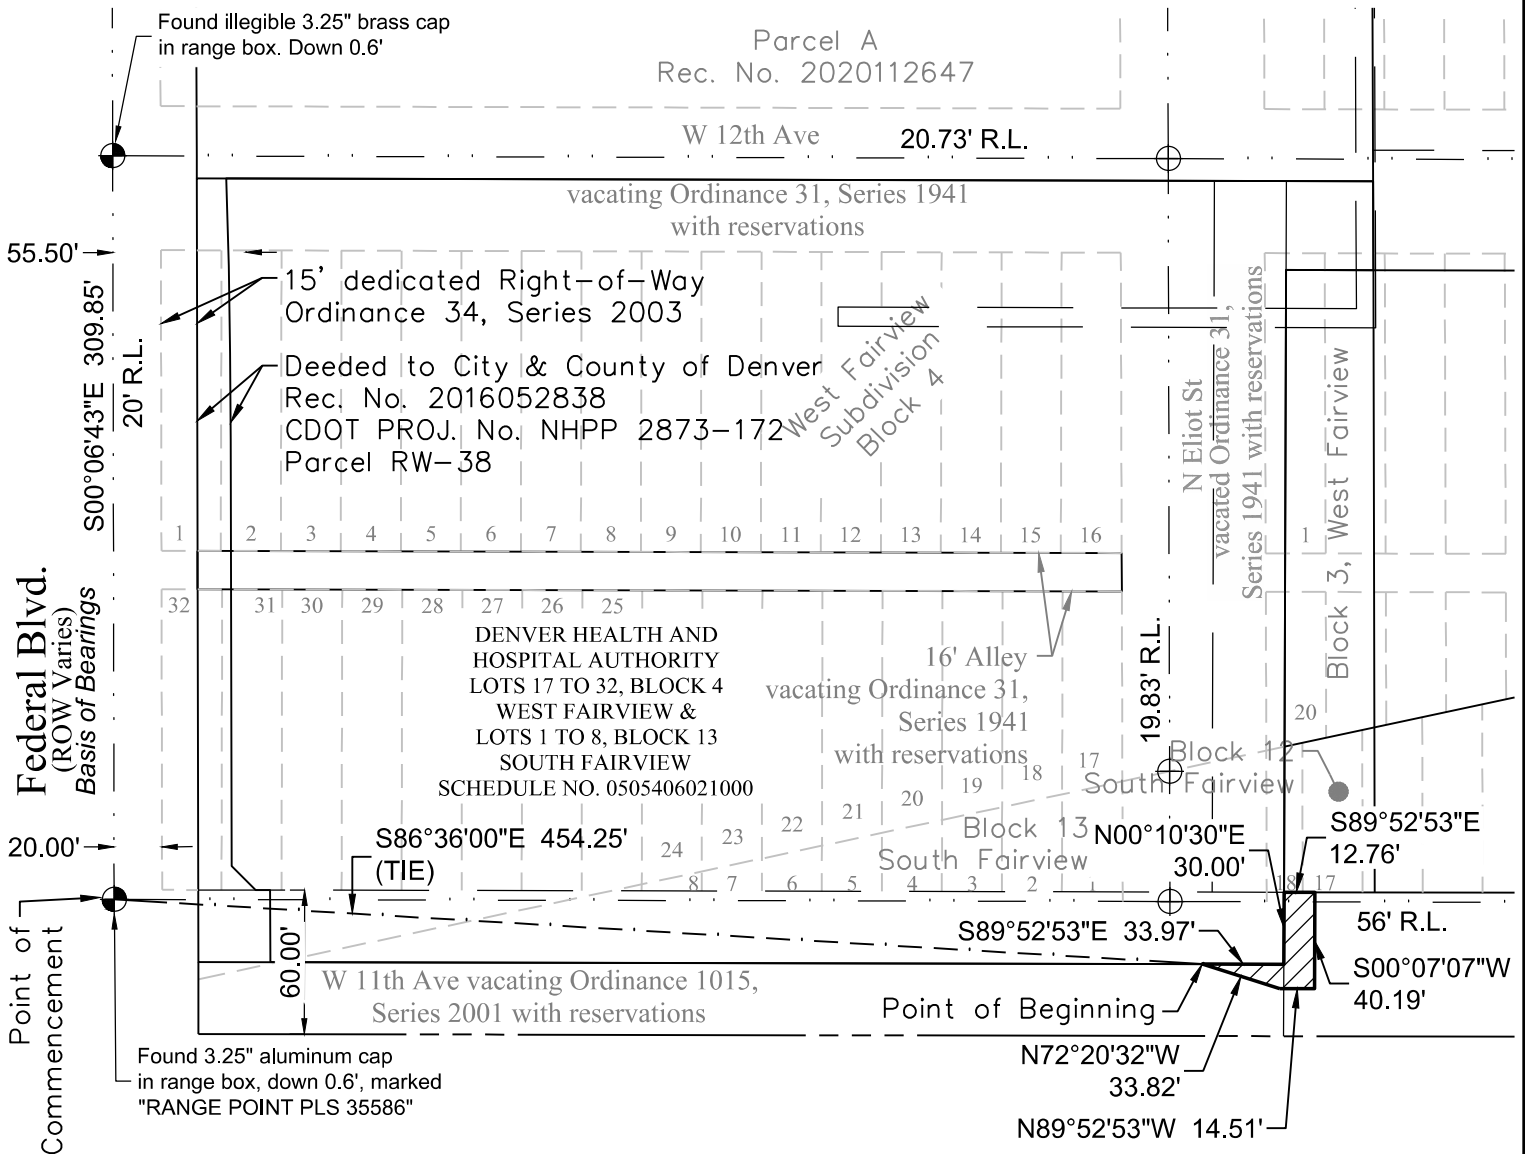 Found illegible 3.25" brass cap
in range box. Down 0.6'
Parcel A
Rec. No. 2020112647
W 12th Ave
20.73' R.L.
vacating Ordinance 31, Series 1941
with reservations
55.50'
15' dedicated Right-of-Way
Ordinance 34, Series 2003
Deeded to City & County of Denver
Rec. No. 2016052838
CDOT PROJ. No. NHPP 2873-172
Parcel RW-38
West Fairview
Subdivision
Block 4
S00°06'43"E 309.85'
20' R.L.
N Eliot St
vacated Ordinance 31,
Series 1941 with reservations
Block 3, West Fairview
1 2 3 4 5 6 7 8 9 10 11 12 13 14 15 16
1
32 31 30 29 28 27 26 25
Federal Blvd.
(ROW Varies)
Basis of Bearings
DENVER HEALTH AND
HOSPITAL AUTHORITY
LOTS 17 TO 32, BLOCK 4
WEST FAIRVIEW &
LOTS 1 TO 8, BLOCK 13
SOUTH FAIRVIEW
SCHEDULE NO. 0505406021000
16' Alley
vacating Ordinance 31,
Series 1941
with reservations
19.83' R.L.
20
Block 12
South Fairview
24 23 22 21 20 19 18 17
Block 13
South Fairview
20.00'
S86°36'00"E 454.25'
(TIE)
N00°10'30"E
30.00'
S89°52'53"E
12.76'
8 7 6 5 4 3 2 1
18 17
56' R.L.
S89°52'53"E 33.97'
S00°07'07"W
40.19'
Point of
Commencement
60.00'
W 11th Ave vacating Ordinance 1015,
Series 2001 with reservations
Point of Beginning
N72°20'32"W
33.82'
N89°52'53"W 14.51'
Found 3.25" aluminum cap
in range box, down 0.6', marked
"RANGE POINT PLS 35586"